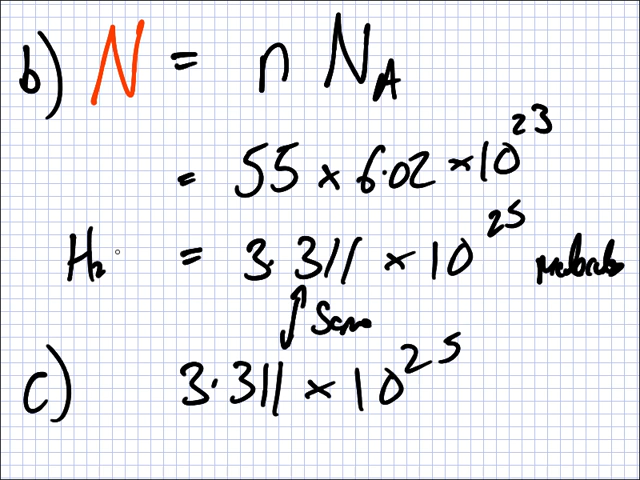 b) N = n N_A
= 55 × 6.02 × 10^23
H₂ = 3.311 × 10^25 molecules
↕ Same
c) 3.311 × 10^25